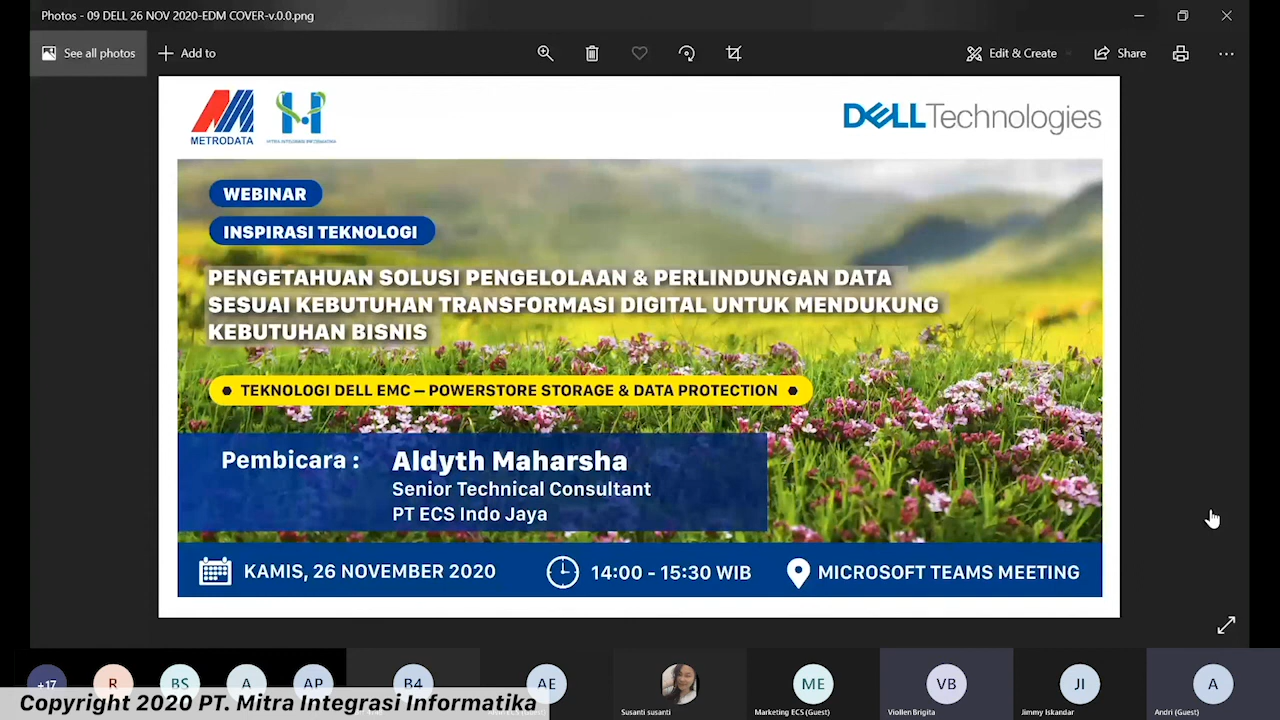 Photos - 09 DELL 26 NOV 2020-EDM COVER-v.0.0.png
See all photos
Add to
Edit & Create
Share
METRODATA
MITRA INTEGRASI INFORMATIKA
DELLTechnologies
WEBINAR
INSPIRASI TEKNOLOGI
PENGETAHUAN SOLUSI PENGELOLAAN & PERLINDUNGAN DATA
SESUAI KEBUTUHAN TRANSFORMASI DIGITAL UNTUK MENDUKUNG
KEBUTUHAN BISNIS
TEKNOLOGI DELL EMC – POWERSTORE STORAGE & DATA PROTECTION
Pembicara : Aldyth Maharsha
Senior Technical Consultant
PT ECS Indo Jaya
KAMIS, 26 NOVEMBER 2020
14:00 - 15:30 WIB
MICROSOFT TEAMS MEETING
+17
R
BS
A
AP
B4
AE
ME
VB
JI
A
Susanti susanti
Marketing ECS (Guest)
Viollen Brigita
Jimmy Iskandar
Andri (Guest)
Copyright 2020 PT. Mitra Integrasi Informatika